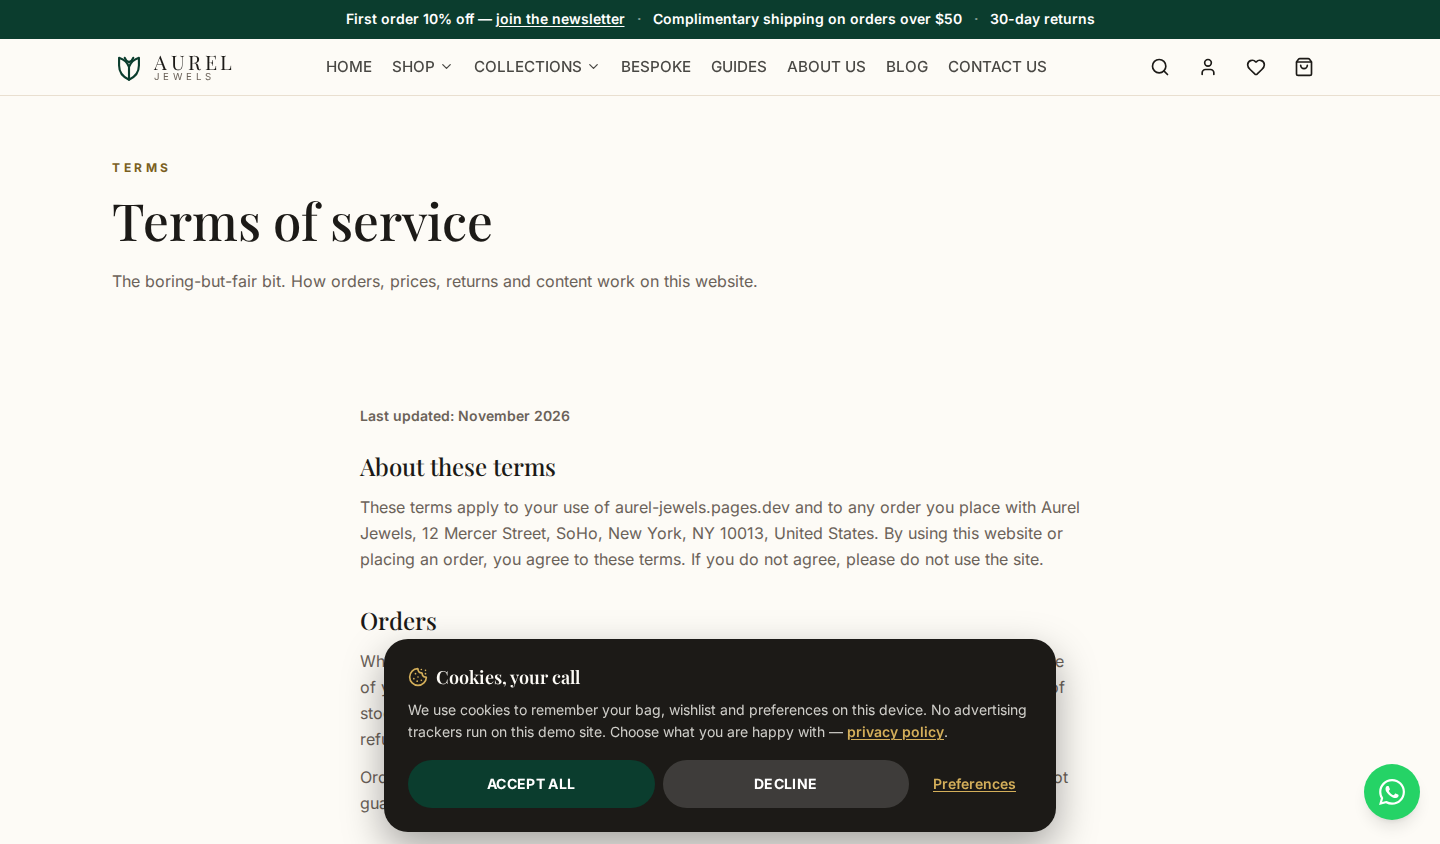 First order 10% off — join the newsletter · Complimentary shipping on orders over $50 · 30-day returns
AUREL
JEWELS
HOME SHOP COLLECTIONS BESPOKE GUIDES ABOUT US BLOG CONTACT US
TERMS
Terms of service
The boring-but-fair bit. How orders, prices, returns and content work on this website.
Last updated: November 2026
About these terms
These terms apply to your use of aurel-jewels.pages.dev and to any order you place with Aurel
Jewels, 12 Mercer Street, SoHo, New York, NY 10013, United States. By using this website or
placing an order, you agree to these terms. If you do not agree, please do not use the site.
Orders
of
Cookies, your call
We use cookies to remember your bag, wishlist and preferences on this device. No advertising
trackers run on this demo site. Choose what you are happy with — privacy policy.
ACCEPT ALL DECLINE Preferences